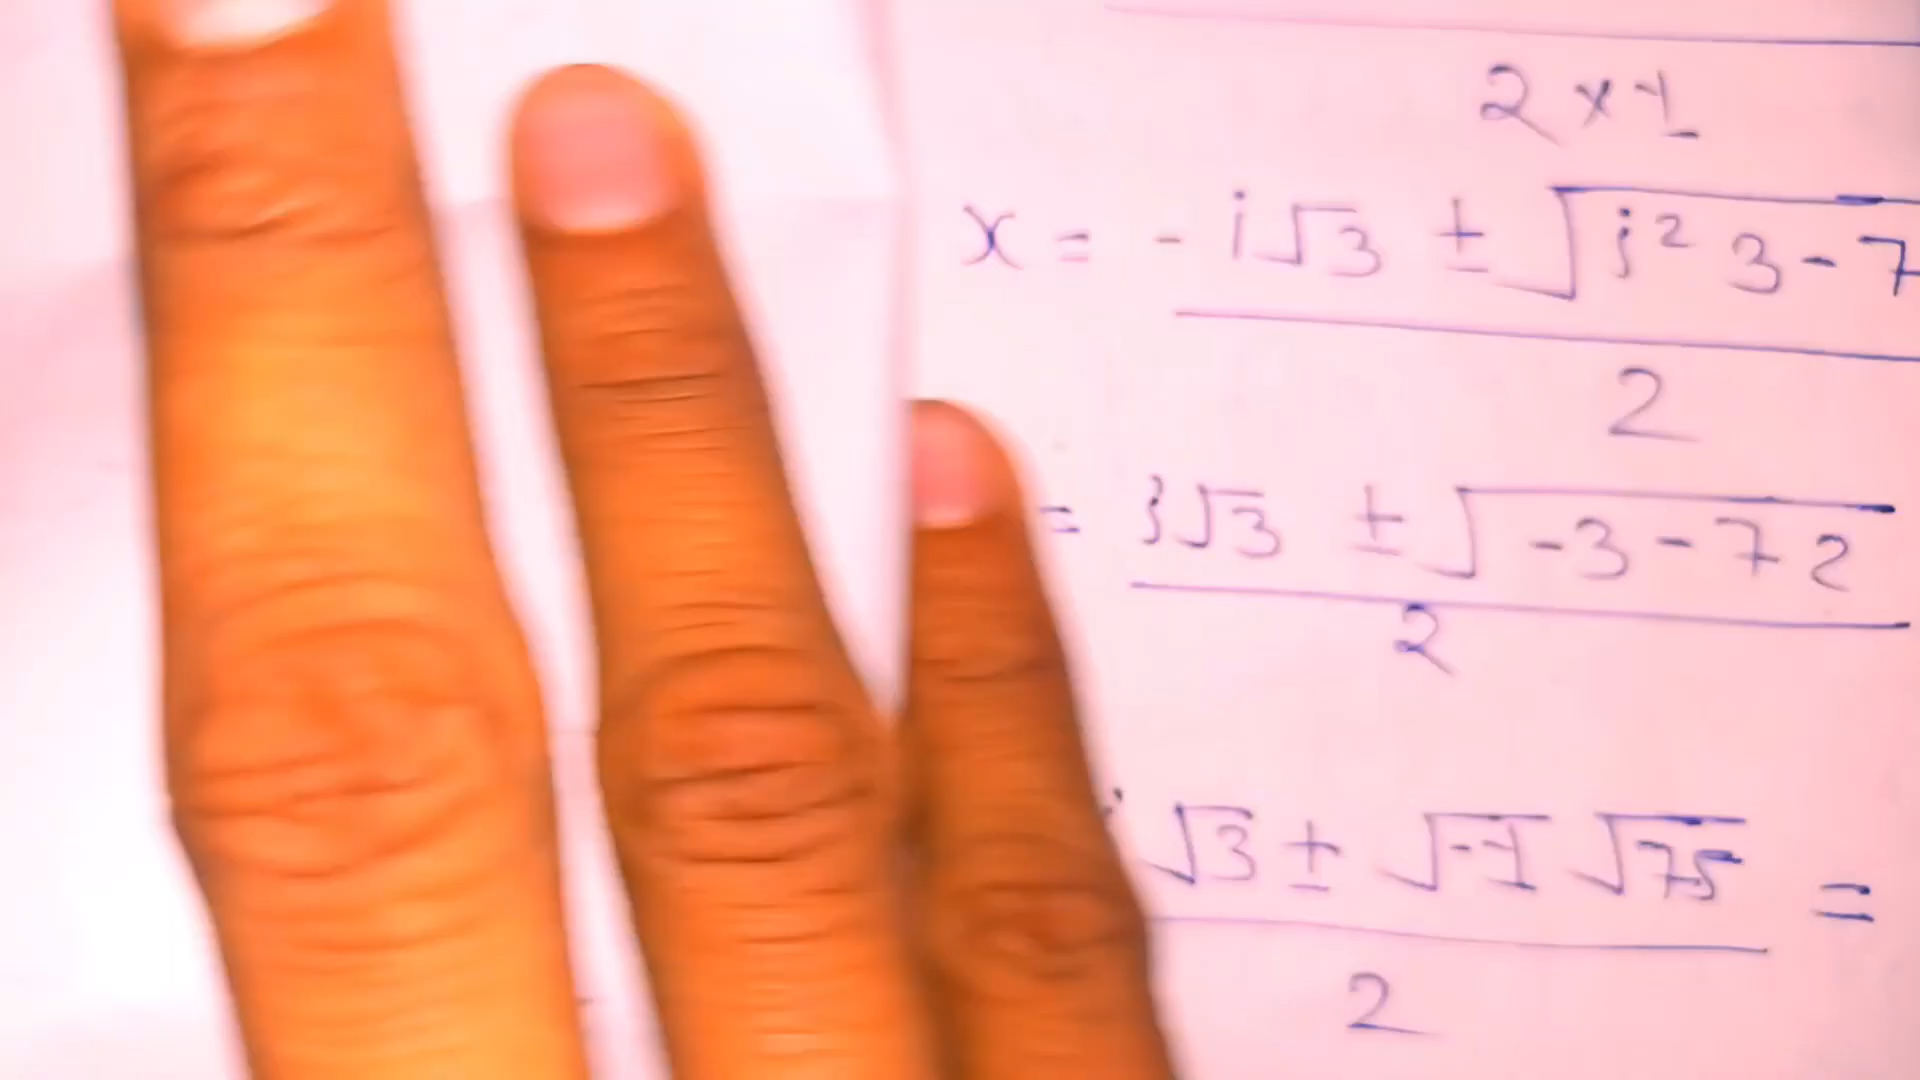 2 x 1
x = - i√3 ± √i² 3 - 7
2
= i√3 ± √-3 - 72
2
√3 ± √-1 √75 =
2